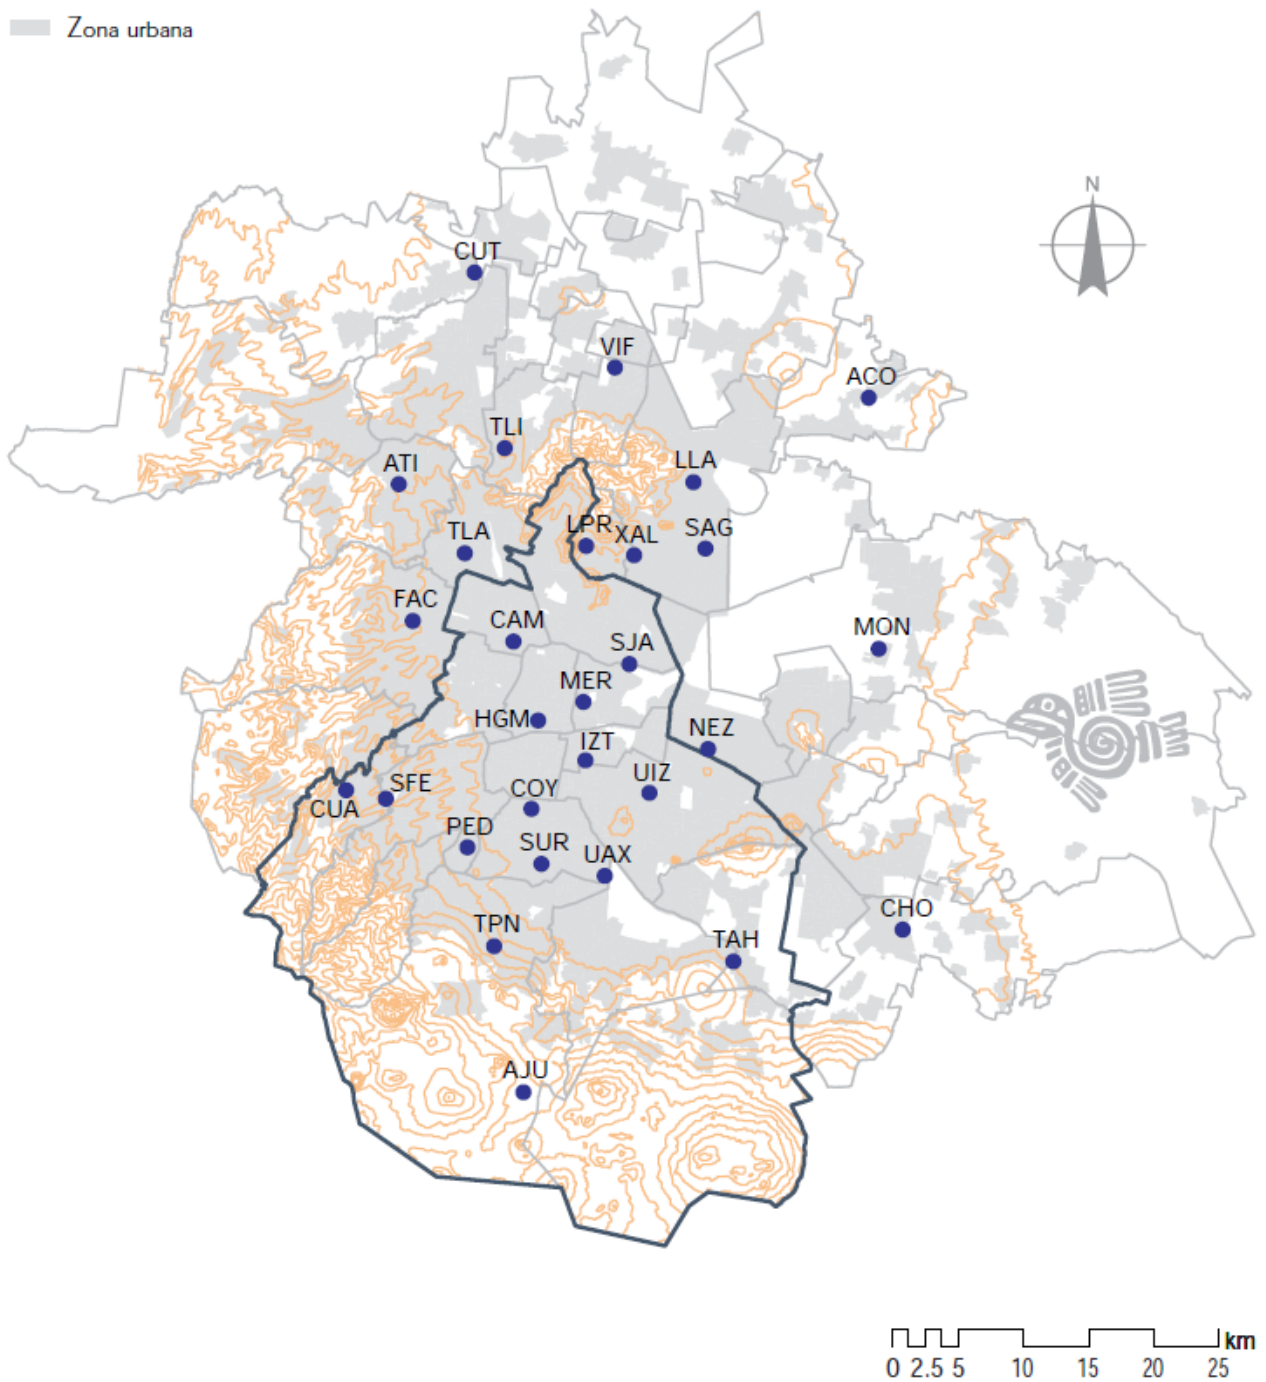 Zona urbana
N
CUT
VIF
ACO
TLI
ATI
LLA
TLA
LPR
XAL
SAG
FAC
CAM
SJA
MON
MER
HGM
NEZ
IZT
UIZ
SFE
CUA
COY
PED
SUR
UAX
CHO
TPN
TAH
AJU
km
0 2.5 5 10 15 20 25